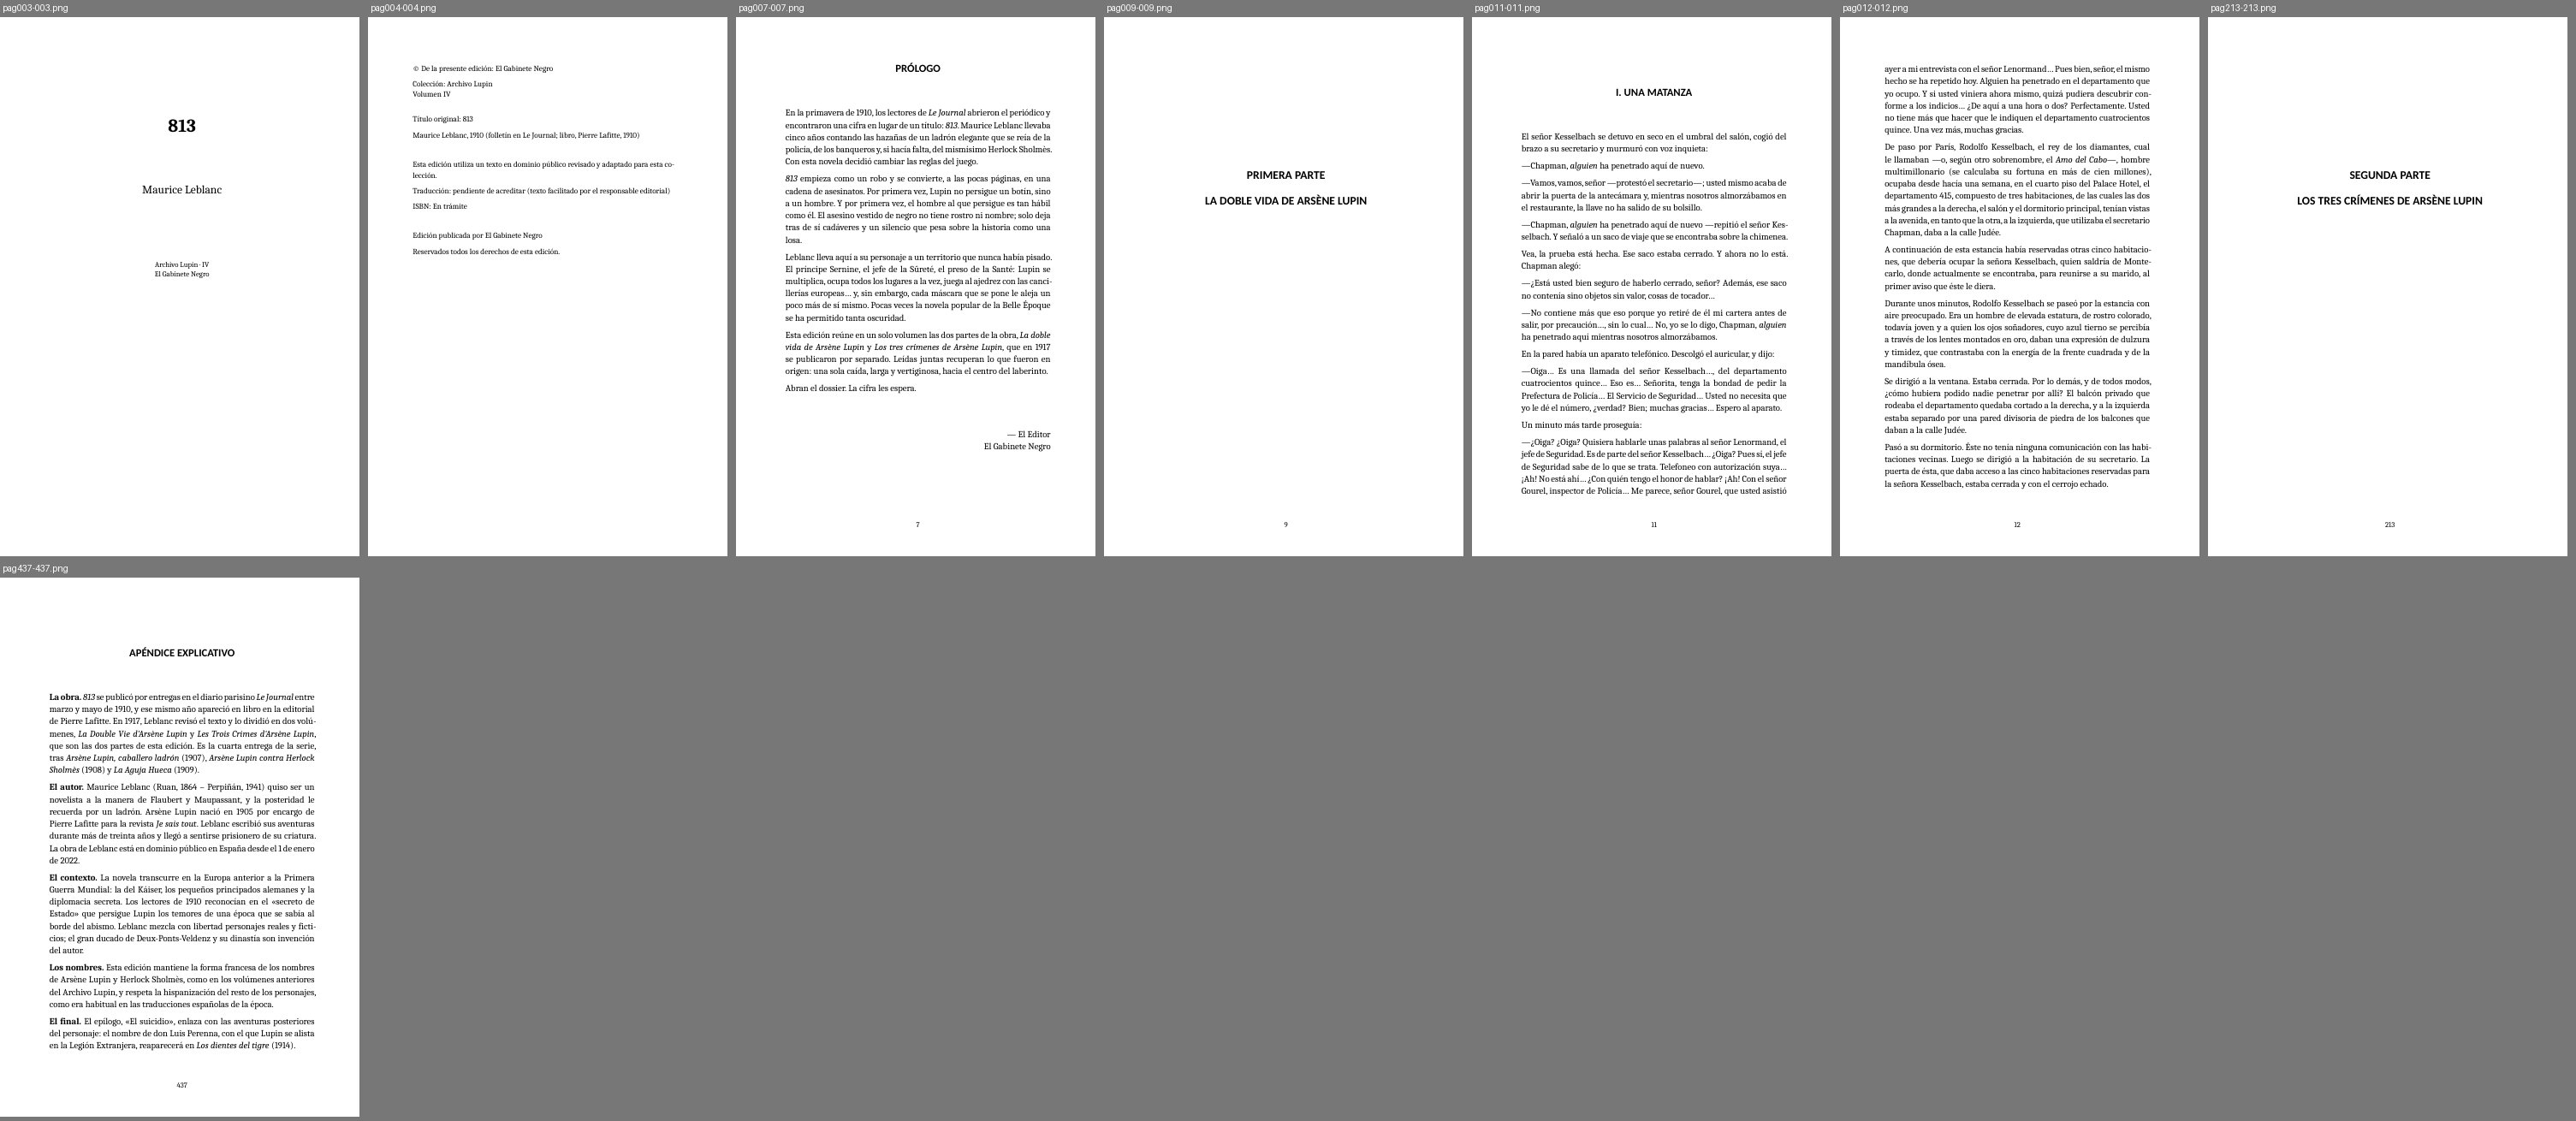 pag003-003.png
813
Maurice Leblanc
Archivo Lupin · IV
El Gabinete Negro
pag004-004.png
© De la presente edición: El Gabinete Negro
Colección: Archivo Lupin
Volumen IV
Título original: 813
Maurice Leblanc, 1910 (folletín en Le Journal; libro, Pierre Lafitte, 1910)
Esta edición utiliza un texto en dominio público revisado y adaptado para esta co-
lección.
Traducción: pendiente de acreditar (texto facilitado por el responsable editorial)
ISBN: En trámite
Edición publicada por El Gabinete Negro
Reservados todos los derechos de esta edición.
pag007-007.png
PRÓLOGO
En la primavera de 1910, los lectores de Le Journal abrieron el periódico y
encontraron una cifra en lugar de un título: 813. Maurice Leblanc llevaba
cinco años contando las hazañas de un ladrón elegante que se reía de la
policía, de los banqueros y, si hacía falta, del mismísimo Herlock Sholmès.
Con esta novela decidió cambiar las reglas del juego.
813 empieza como un robo y se convierte, a las pocas páginas, en una
cadena de asesinatos. Por primera vez, Lupin no persigue un botín, sino
a un hombre. Y por primera vez, el hombre al que persigue es tan hábil
como él. El asesino vestido de negro no tiene rostro ni nombre; solo deja
tras de sí cadáveres y un silencio que pesa sobre la historia como una
losa.
Leblanc lleva aquí a su personaje a un territorio que nunca había pisado.
El príncipe Sernine, el jefe de la Sûreté, el preso de la Santé: Lupin se
multiplica, ocupa todos los lugares a la vez, juega al ajedrez con las canci-
llerías europeas... y, sin embargo, cada máscara que se pone le aleja un
poco más de sí mismo. Pocas veces la novela popular de la Belle Époque
se ha permitido tanta oscuridad.
Esta edición reúne en un solo volumen las dos partes de la obra, La doble
vida de Arsène Lupin y Los tres crímenes de Arsène Lupin, que en 1917
se publicaron por separado. Leídas juntas recuperan lo que fueron en
origen: una sola caída, larga y vertiginosa, hacia el centro del laberinto.
Abran el dossier. La cifra les espera.
— El Editor
El Gabinete Negro
7
pag009-009.png
PRIMERA PARTE
LA DOBLE VIDA DE ARSÈNE LUPIN
9
pag011-011.png
I. UNA MATANZA
El señor Kesselbach se detuvo en seco en el umbral del salón, cogió del
brazo a su secretario y murmuró con voz inquieta:
—Chapman, alguien ha penetrado aquí de nuevo.
—Vamos, vamos, señor —protestó el secretario—; usted mismo acaba de
abrir la puerta de la antecámara y, mientras nosotros almorzábamos en
el restaurante, la llave no ha salido de su bolsillo.
—Chapman, alguien ha penetrado aquí de nuevo —repitió el señor Kes-
selbach. Y señaló a un saco de viaje que se encontraba sobre la chimenea.
Vea, la prueba está hecha. Ese saco estaba cerrado. Y ahora no lo está.
Chapman alegó:
—¿Está usted bien seguro de haberlo cerrado, señor? Además, ese saco
no contenía sino objetos sin valor, cosas de tocador...
—No contiene más que eso porque yo retiré de él mi cartera antes de
salir, por precaución..., sin lo cual... No, yo se lo digo, Chapman, alguien
ha penetrado aquí mientras nosotros almorzábamos.
En la pared había un aparato telefónico. Descolgó el auricular, y dijo:
—Oiga... Es una llamada del señor Kesselbach..., del departamento
cuatrocientos quince... Eso es... Señorita, tenga la bondad de pedir la
Prefectura de Policía... El Servicio de Seguridad... Usted no necesita que
yo le dé el número, ¿verdad? Bien; muchas gracias... Espero al aparato.
Un minuto más tarde proseguía:
—¿Oiga? ¿Oiga? Quisiera hablarle unas palabras al señor Lenormand, el
jefe de Seguridad. Es de parte del señor Kesselbach... ¿Oiga? Pues sí, el jefe
de Seguridad sabe de lo que se trata. Telefoneo con autorización suya...
¡Ah! No está ahí... ¿Con quién tengo el honor de hablar? ¡Ah! Con el señor
Gourel, inspector de Policía... Me parece, señor Gourel, que usted asistió
11
pag012-012.png
ayer a mi entrevista con el señor Lenormand... Pues bien, señor, el mismo
hecho se ha repetido hoy. Alguien ha penetrado en el departamento que
yo ocupo. Y si usted viniera ahora mismo, quizá pudiera descubrir con-
forme a los indicios... ¿De aquí a una hora o dos? Perfectamente. Usted
no tiene más que hacer que le indiquen el departamento cuatrocientos
quince. Una vez más, muchas gracias.
De paso por París, Rodolfo Kesselbach, el rey de los diamantes, cual
le llamaban —o, según otro sobrenombre, el Amo del Cabo—, hombre
multimillonario (se calculaba su fortuna en más de cien millones),
ocupaba desde hacía una semana, en el cuarto piso del Palace Hotel, el
departamento 415, compuesto de tres habitaciones, de las cuales las dos
más grandes a la derecha, el salón y el dormitorio principal, tenían vistas
a la avenida, en tanto que la otra, a la izquierda, que utilizaba el secretario
Chapman, daba a la calle Judée.
A continuación de esta estancia había reservadas otras cinco habitacio-
nes, que debería ocupar la señora Kesselbach, quien saldría de Monte-
carlo, donde actualmente se encontraba, para reunirse a su marido, al
primer aviso que éste le diera.
Durante unos minutos, Rodolfo Kesselbach se paseó por la estancia con
aire preocupado. Era un hombre de elevada estatura, de rostro colorado,
todavía joven y a quien los ojos soñadores, cuyo azul tierno se percibía
a través de los lentes montados en oro, daban una expresión de dulzura
y timidez, que contrastaba con la energía de la frente cuadrada y de la
mandíbula ósea.
Se dirigió a la ventana. Estaba cerrada. Por lo demás, y de todos modos,
¿cómo hubiera podido nadie penetrar por allí? El balcón privado que
rodeaba el departamento quedaba cortado a la derecha, y a la izquierda
estaba separado por una pared divisoria de piedra de los balcones que
daban a la calle Judée.
Pasó a su dormitorio. Éste no tenía ninguna comunicación con las habi-
taciones vecinas. Luego se dirigió a la habitación de su secretario. La
puerta de ésta, que daba acceso a las cinco habitaciones reservadas para
la señora Kesselbach, estaba cerrada y con el cerrojo echado.
12
pag213-213.png
SEGUNDA PARTE
LOS TRES CRÍMENES DE ARSÈNE LUPIN
213
pag437-437.png
APÉNDICE EXPLICATIVO
La obra. 813 se publicó por entregas en el diario parisino Le Journal entre
marzo y mayo de 1910, y ese mismo año apareció en libro en la editorial
de Pierre Lafitte. En 1917, Leblanc revisó el texto y lo dividió en dos volú-
menes, La Double Vie d'Arsène Lupin y Les Trois Crimes d'Arsène Lupin,
que son las dos partes de esta edición. Es la cuarta entrega de la serie,
tras Arsène Lupin, caballero ladrón (1907), Arsène Lupin contra Herlock
Sholmès (1908) y La Aguja Hueca (1909).
El autor. Maurice Leblanc (Ruan, 1864 – Perpiñán, 1941) quiso ser un
novelista a la manera de Flaubert y Maupassant, y la posteridad le
recuerda por un ladrón. Arsène Lupin nació en 1905 por encargo de
Pierre Lafitte para la revista Je sais tout. Leblanc escribió sus aventuras
durante más de treinta años y llegó a sentirse prisionero de su criatura.
La obra de Leblanc está en dominio público en España desde el 1 de enero
de 2022.
El contexto. La novela transcurre en la Europa anterior a la Primera
Guerra Mundial: la del Káiser, los pequeños principados alemanes y la
diplomacia secreta. Los lectores de 1910 reconocían en el «secreto de
Estado» que persigue Lupin los temores de una época que se sabía al
borde del abismo. Leblanc mezcla con libertad personajes reales y ficti-
cios; el gran ducado de Deux-Ponts-Veldenz y su dinastía son invención
del autor.
Los nombres. Esta edición mantiene la forma francesa de los nombres
de Arsène Lupin y Herlock Sholmès, como en los volúmenes anteriores
del Archivo Lupin, y respeta la hispanización del resto de los personajes,
como era habitual en las traducciones españolas de la época.
El final. El epílogo, «El suicidio», enlaza con las aventuras posteriores
del personaje: el nombre de don Luis Perenna, con el que Lupin se alista
en la Legión Extranjera, reaparecerá en Los dientes del tigre (1914).
437